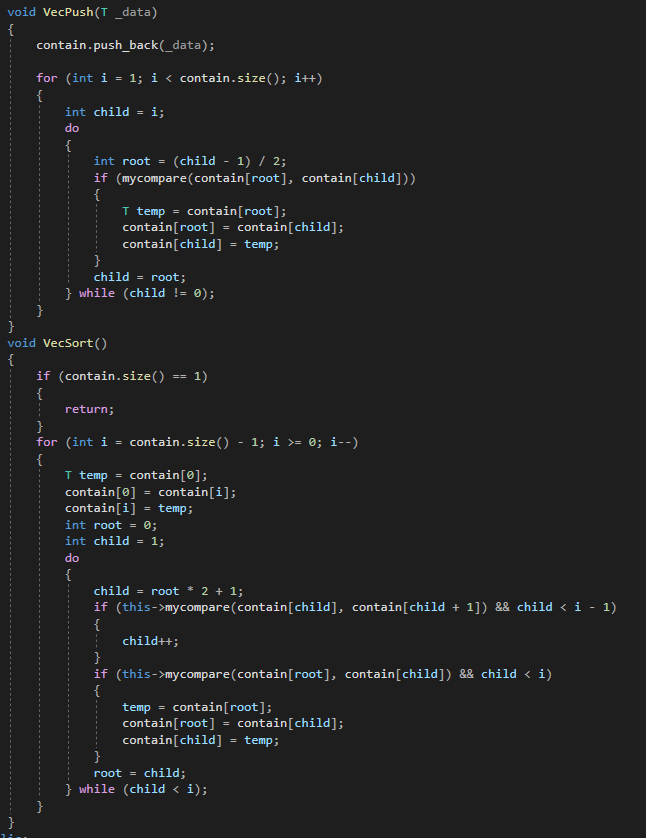 void VecPush(T _data)
{
    contain.push_back(_data);

    for (int i = 1; i < contain.size(); i++)
    {
        int child = i;
        do
        {
            int root = (child - 1) / 2;
            if (mycompare(contain[root], contain[child]))
            {
                T temp = contain[root];
                contain[root] = contain[child];
                contain[child] = temp;
            }
            child = root;
        } while (child != 0);
    }
}
void VecSort()
{
    if (contain.size() == 1)
    {
        return;
    }
    for (int i = contain.size() - 1; i >= 0; i--)
    {
        T temp = contain[0];
        contain[0] = contain[i];
        contain[i] = temp;
        int root = 0;
        int child = 1;
        do
        {
            child = root * 2 + 1;
            if (this->mycompare(contain[child], contain[child + 1]) && child < i - 1)
            {
                child++;
            }
            if (this->mycompare(contain[root], contain[child]) && child < i)
            {
                temp = contain[root];
                contain[root] = contain[child];
                contain[child] = temp;
            }
            root = child;
        } while (child < i);
    }
}